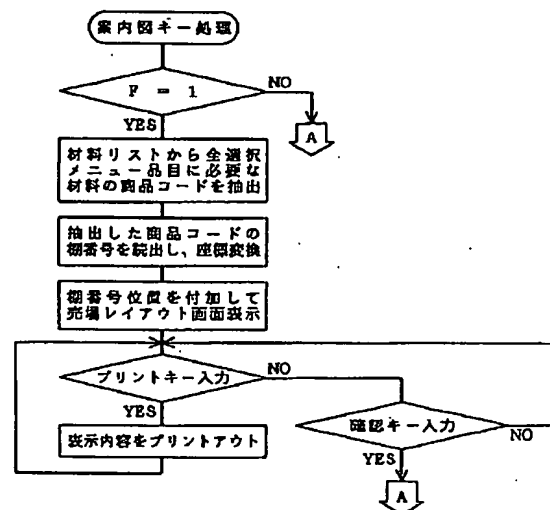 案内図キー処理
F = 1
NO
YES
A
材料リストから全選択
メニュー品目に必要な
材料の商品コードを抽出
抽出した商品コードの
棚番号を読出し、座標変換
棚番号位置を付加して
売場レイアウト画面表示
プリントキー入力
NO
YES
表示内容をプリントアウト
確認キー入力
NO
YES
A